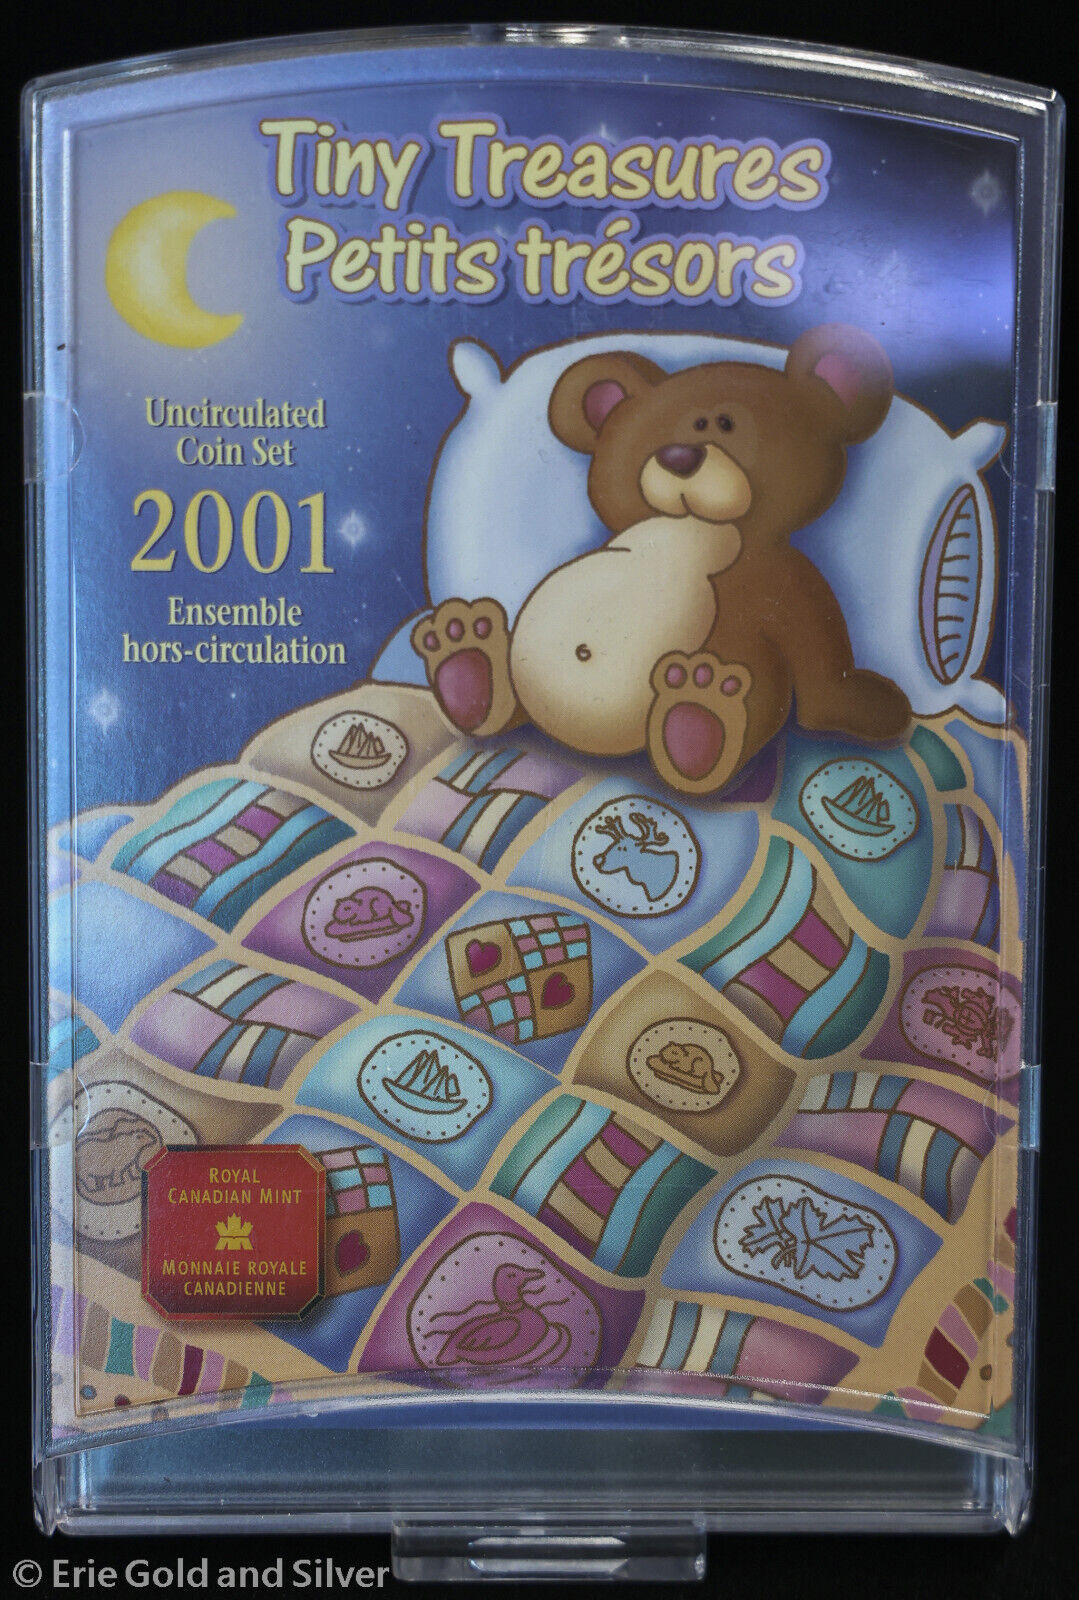 Tiny Treasures
Petits trésors
Uncirculated
Coin Set
2001
Ensemble
hors-circulation
ROYAL
CANADIAN MINT
MONNAIE ROYALE
CANADIENNE
© Erie Gold and Silver